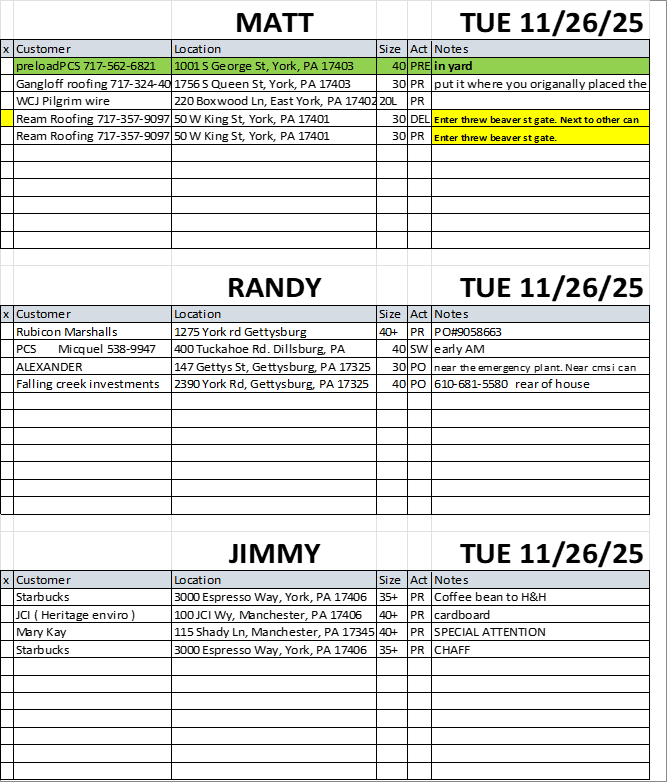 MATT TUE 11/26/25
x Customer Location Size Act Notes
preloadPCS 717-562-6821 1001 S George St, York, PA 17403 40 PRE in yard
Gangloff roofing 717-324-40 1756 S Queen St, York, PA 17403 30 PR put it where you origanally placed the
WCJ Pilgrim wire 220 Boxwood Ln, East York, PA 17402 20L PR
Ream Roofing 717-357-9097 50 W King St, York, PA 17401 30 DEL Enter threw beaver st gate. Next to other can
Ream Roofing 717-357-9097 50 W King St, York, PA 17401 30 PR Enter threw beaver st gate.
RANDY TUE 11/26/25
x Customer Location Size Act Notes
Rubicon Marshalls 1275 York rd Gettysburg 40+ PR PO#9058663
PCS Micquel 538-9947 400 Tuckahoe Rd. Dillsburg, PA 40 SW early AM
ALEXANDER 147 Gettys St, Gettysburg, PA 17325 30 PO near the emergency plant. Near cmsi can
Falling creek investments 2390 York Rd, Gettysburg, PA 17325 40 PO 610-681-5580 rear of house
JIMMY TUE 11/26/25
x Customer Location Size Act Notes
Starbucks 3000 Espresso Way, York, PA 17406 35+ PR Coffee bean to H&H
JCI ( Heritage enviro ) 100 JCI Wy, Manchester, PA 17406 40+ PR cardboard
Mary Kay 115 Shady Ln, Manchester, PA 17345 40+ PR SPECIAL ATTENTION
Starbucks 3000 Espresso Way, York, PA 17406 35+ PR CHAFF